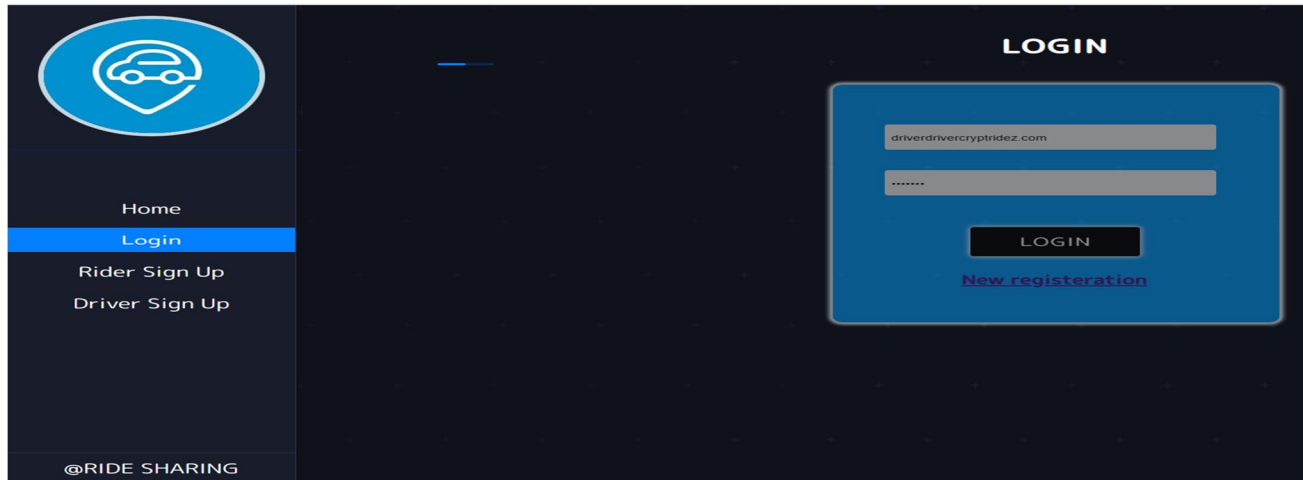 Home
Login
Rider Sign Up
Driver Sign Up
@RIDE SHARING
LOGIN
driverdrivercryptridez.com
·······
LOGIN
New registeration